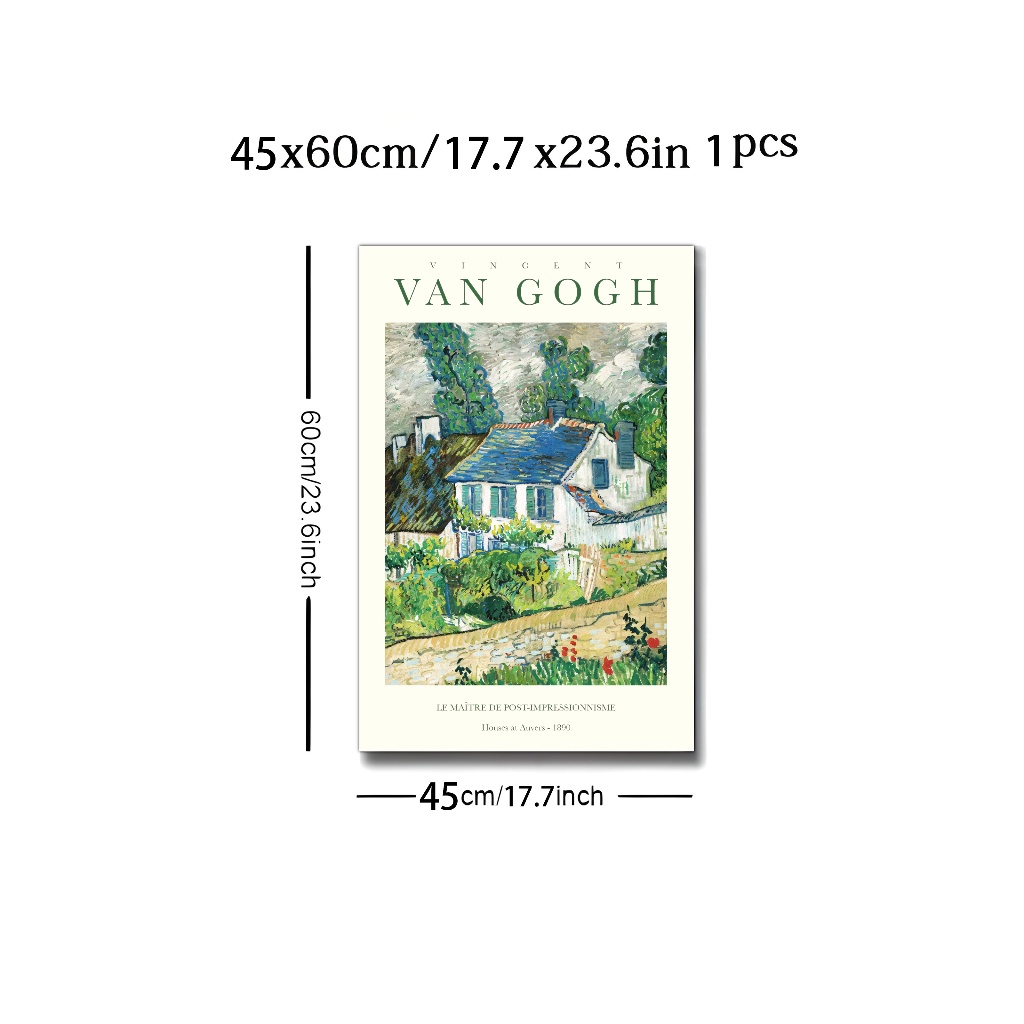 45x60cm/17.7 x23.6in 1pcs
VINCENT
VAN GOGH
60cm/23.6inch
LE MAÎTRE DE POST-IMPRESSIONNISME
Houses at Auvers - 1890
45cm/17.7inch